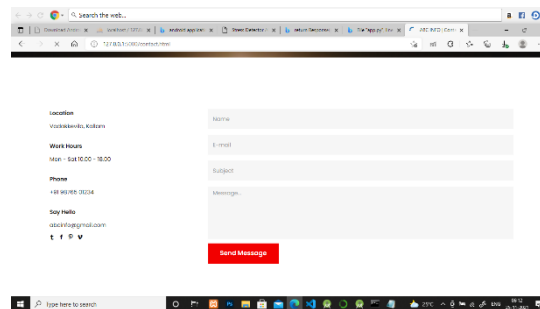 Search the web...
127.0.0.1:5000/contact.html
Location
Vadakkevila, Kollam
Work Hours
Mon - Sat 10.00 - 18.00
Phone
+91 98765 01234
Say Hello
abcinfo@gmail.com
Name
E-mail
Subject
Message...
Send Message
Type here to search
25°C
ENG